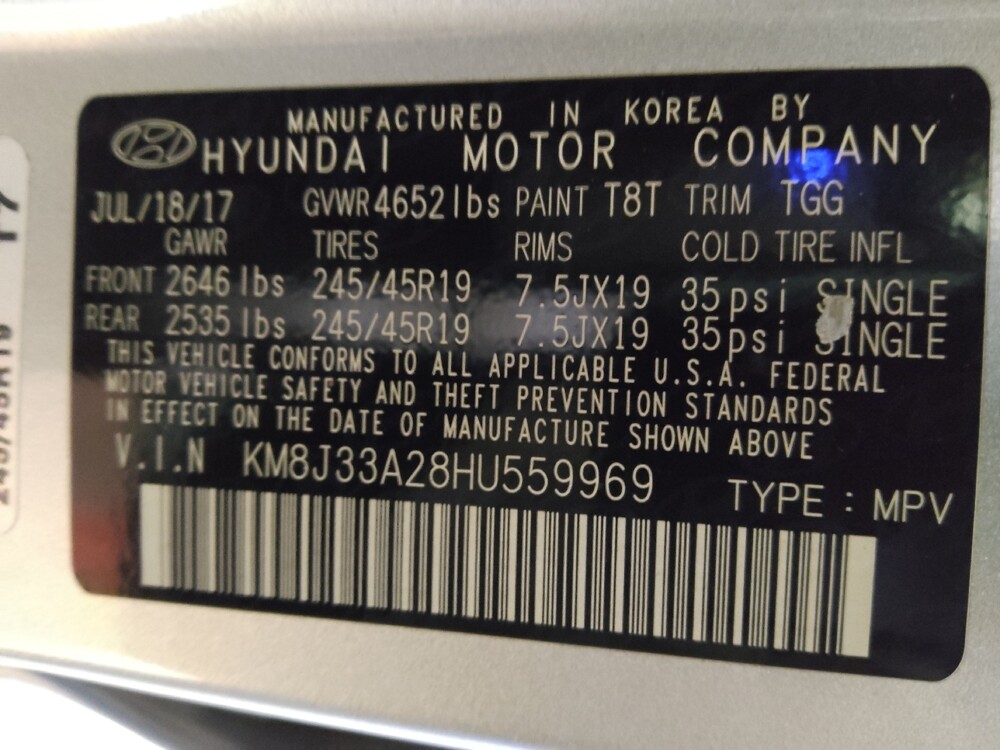 MANUFACTURED IN KOREA BY
HYUNDAI MOTOR COMPANY
JUL/18/17 GVWR 4652 lbs PAINT T8T TRIM TGG
GAWR TIRES RIMS COLD TIRE INFL
FRONT 2646 lbs 245/45R19 7.5JX19 35psi SINGLE
REAR 2535 lbs 245/45R19 7.5JX19 35psi SINGLE
THIS VEHICLE CONFORMS TO ALL APPLICABLE U.S.A. FEDERAL
MOTOR VEHICLE SAFETY AND THEFT PREVENTION STANDARDS
IN EFFECT ON THE DATE OF MANUFACTURE SHOWN ABOVE
V.I.N KM8J33A28HU559969 TYPE : MPV
245/45R19